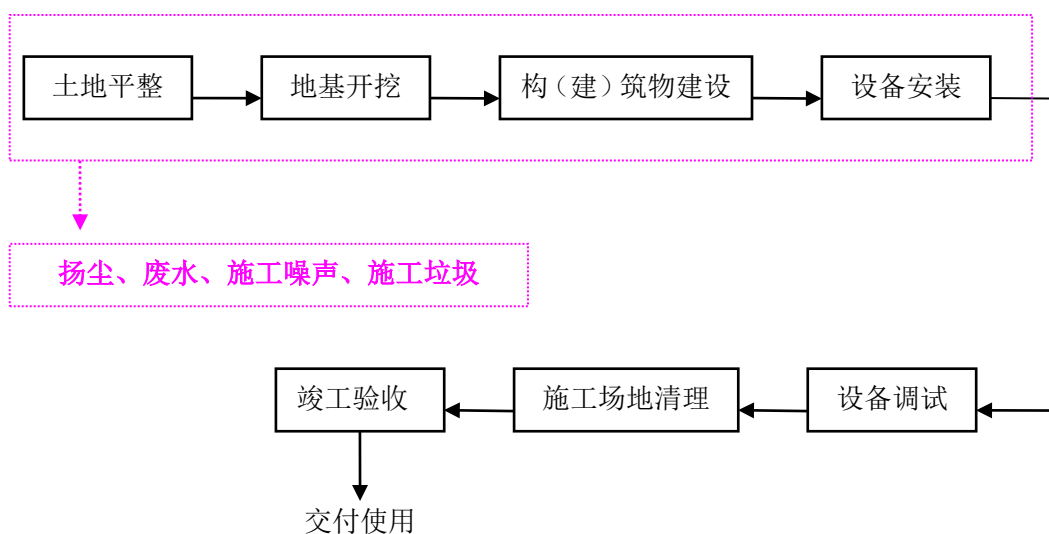 土地平整
地基开挖
构（建）筑物建设
设备安装
扬尘、废水、施工噪声、施工垃圾
竣工验收
施工场地清理
设备调试
交付使用